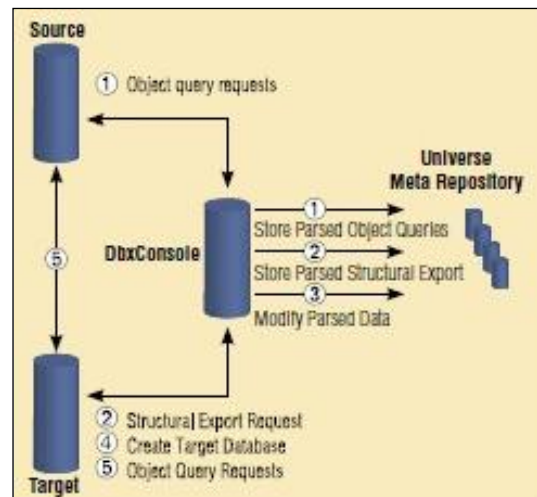 Source
① Object query requests
Universe
Meta Repository
①
Store Parsed Object Queries
DbxConsole
②
Store Parsed Structural Export
⑤
③
Modify Parsed Data
② Structural Export Request
④ Create Target Database
⑤ Object Query Requests
Target